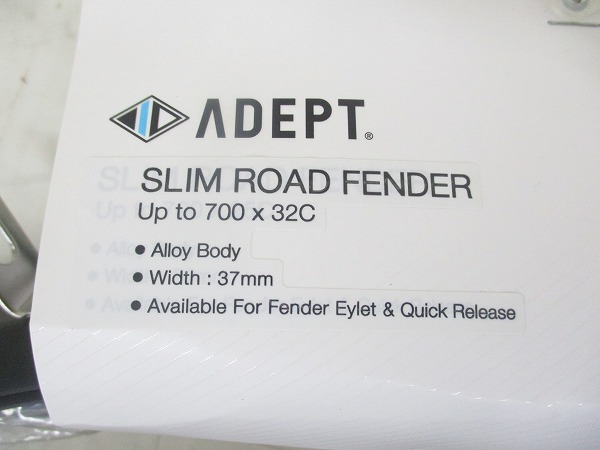 ADEPT®
SLIM ROAD FENDER
Up to 700 x 32C
● Alloy Body
● Width : 37mm
● Available For Fender Eylet & Quick Release